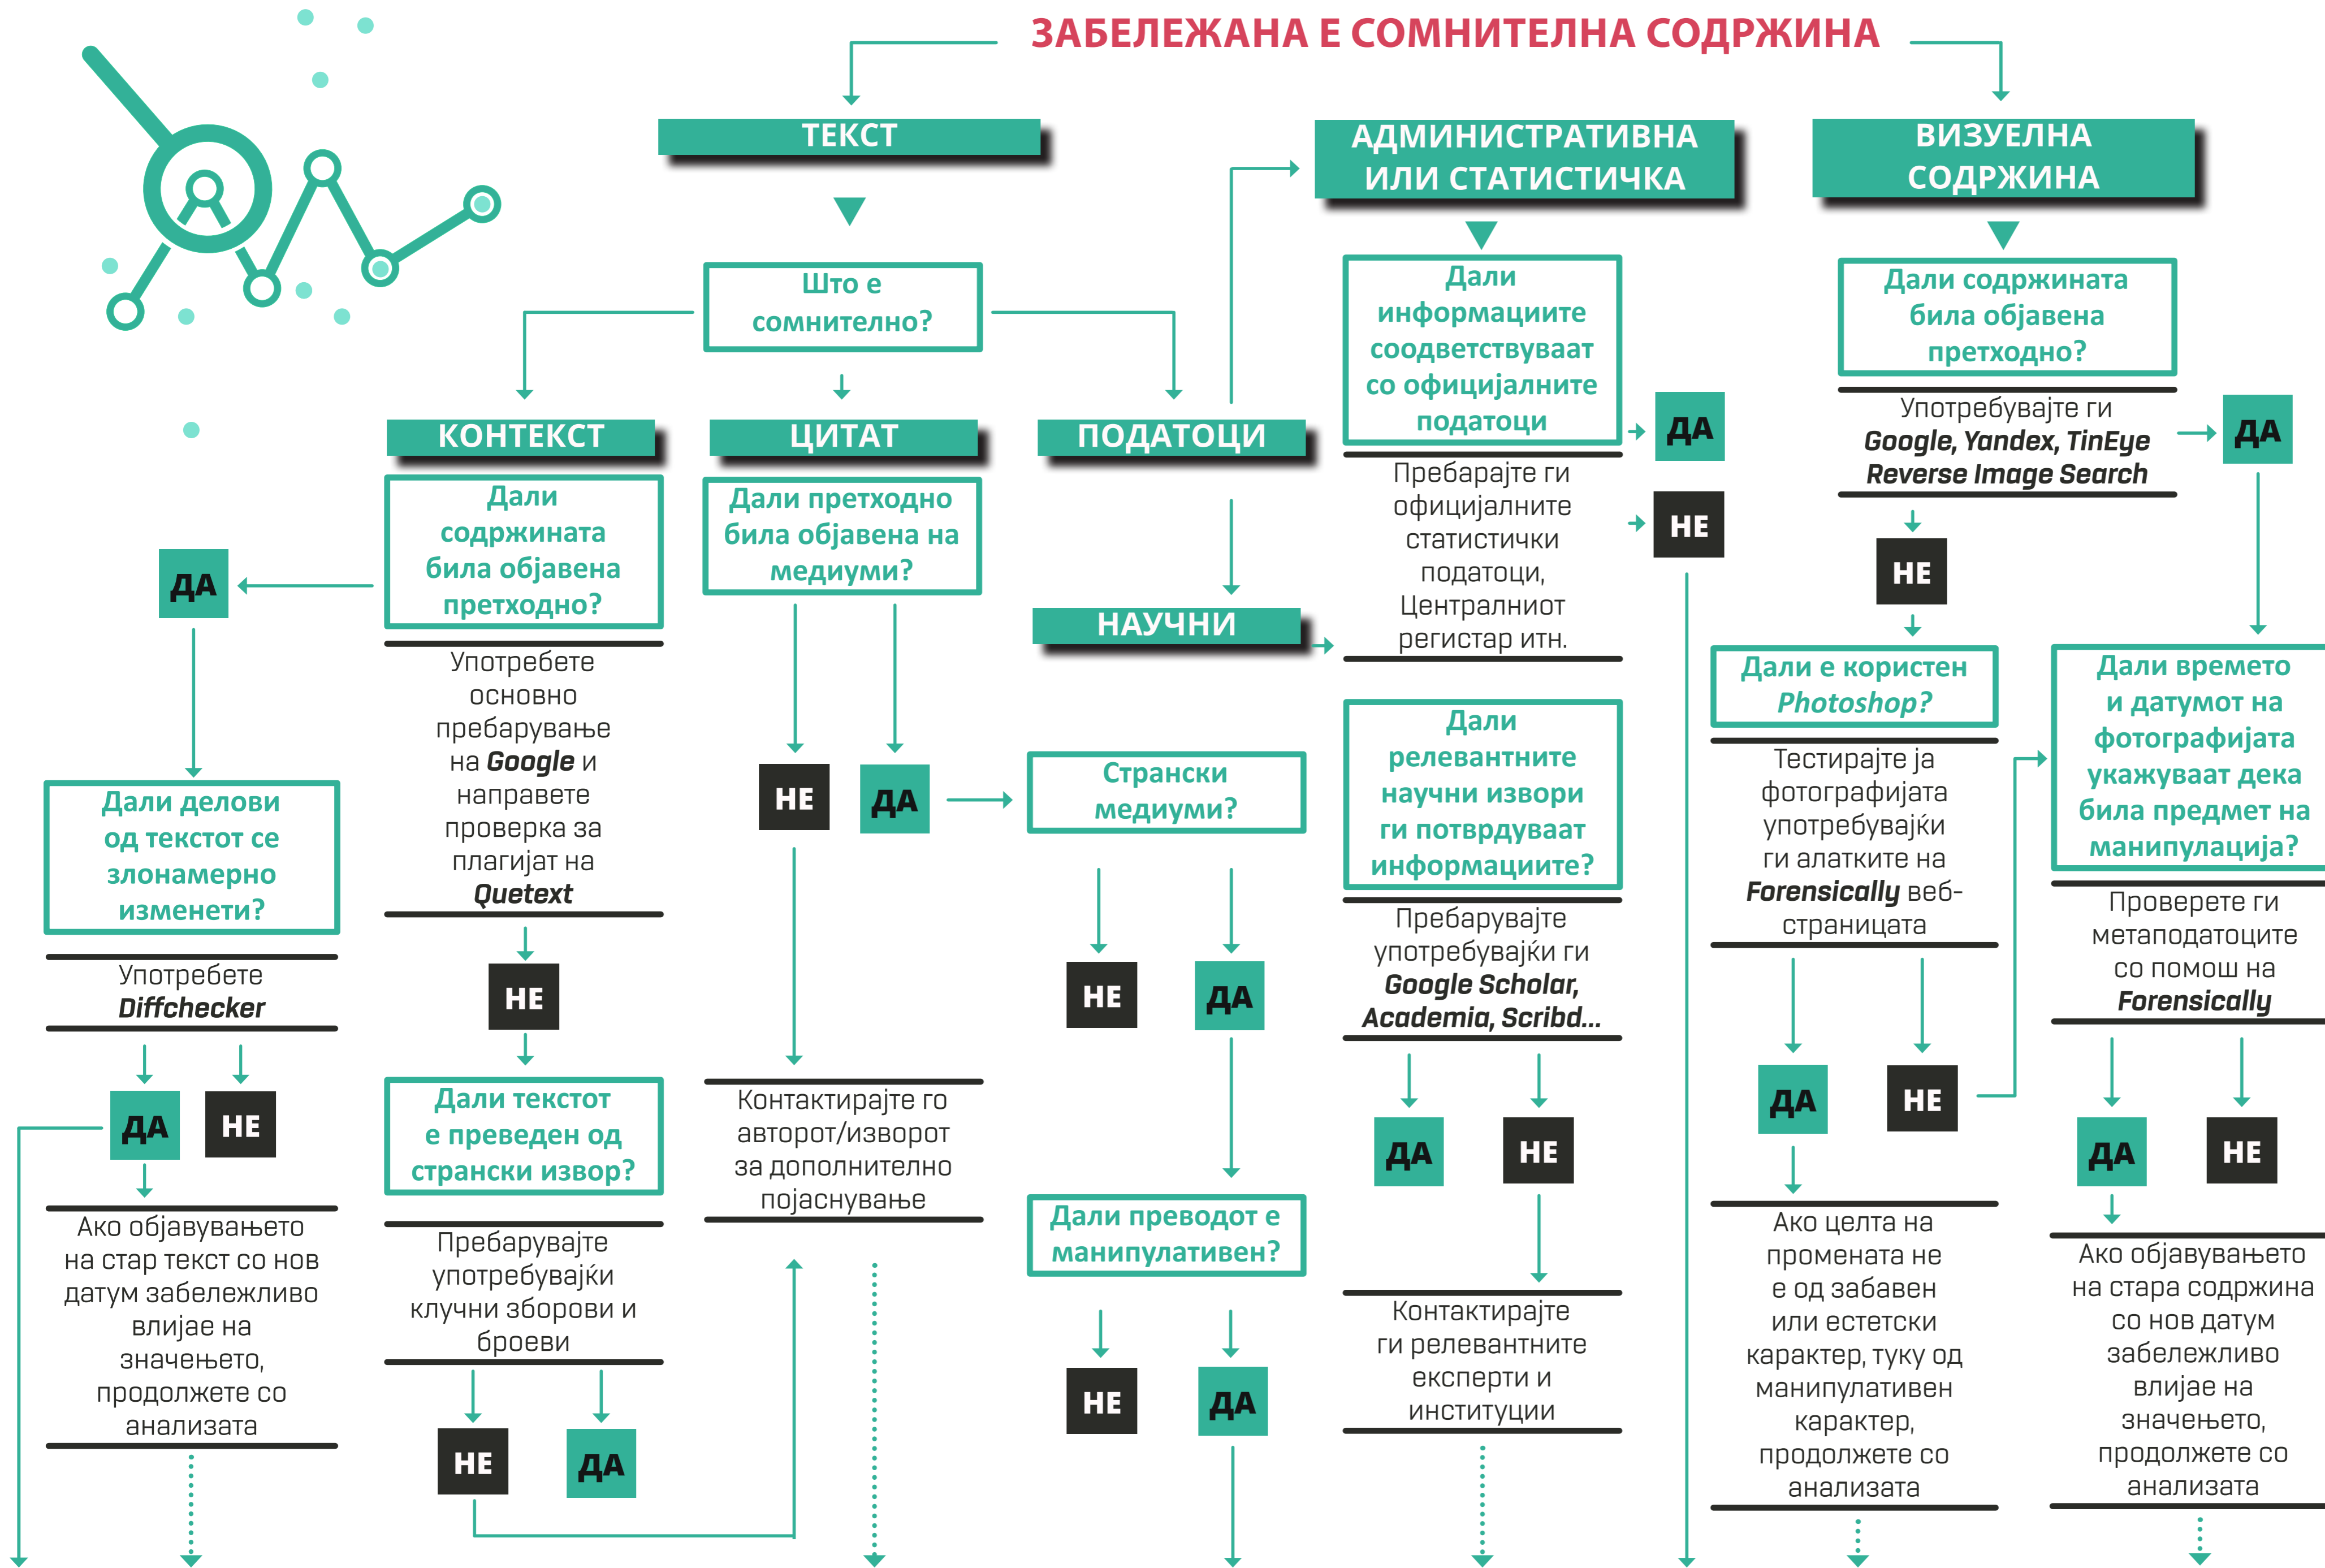 ЗАБЕЛЕЖАНА Е СОМНИТЕЛНА СОДРЖИНА
ТЕКСТ
Што е
сомнително?
КОНТЕКСТ
Дали
содржината
била објавена
претходно?
Употребете
основно
пребарување
на Google и
направете
проверка за
плагијат на
Quetext
ДА
Дали делови
од текстот се
злонамерно
изменети?
Употребете
Diffchecker
ДА
НЕ
Ако објавувањето
на стар текст со нов
датум забележливо
влијае на
значењето,
продолжете со
анализата
НЕ
Дали текстот
е преведен од
странски извор?
Пребарувајте
употребувајќи
клучни зборови и
броеви
НЕ
ДА
ЦИТАТ
Дали претходно
била објавена на
медиуми?
НЕ
ДА
Контактирајте го
авторот/изворот
за дополнително
појаснување
Странски
медиуми?
НЕ
ДА
Дали преводот е
манипулативен?
НЕ
ДА
ПОДАТОЦИ
НАУЧНИ
АДМИНИСТРАТИВНА
ИЛИ СТАТИСТИЧКА
Дали
информациите
соодветствуваат
со официјалните
податоци
Пребарајте ги
официјалните
статистички
податоци,
Централниот
регистар итн.
ДА
НЕ
Дали
релевантните
научни извори
ги потврдуваат
информациите?
Пребарувајте
употребувајќи ги
Google Scholar,
Academia, Scribd...
ДА
НЕ
Контактирајте
ги релевантните
експерти и
институции
ВИЗУЕЛНА
СОДРЖИНА
Дали содржината
била објавена
претходно?
Употребувајте ги
Google, Yandex, TinEye
Reverse Image Search
ДА
НЕ
Дали е користен
Photoshop?
Тестирајте ја
фотографијата
употребувајќи
ги алатките на
Forensically веб-
страницата
ДА
НЕ
Ако целта на
промената не
е од забавен
или естетски
карактер, туку од
манипулативен
карактер,
продолжете со
анализата
Дали времето
и датумот на
фотографијата
укажуваат дека
била предмет на
манипулација?
Проверете ги
метаподатоците
со помош на
Forensically
ДА
НЕ
Ако објавувањето
на стара содржина
со нов датум
забележливо
влијае на
значењето,
продолжете со
анализата